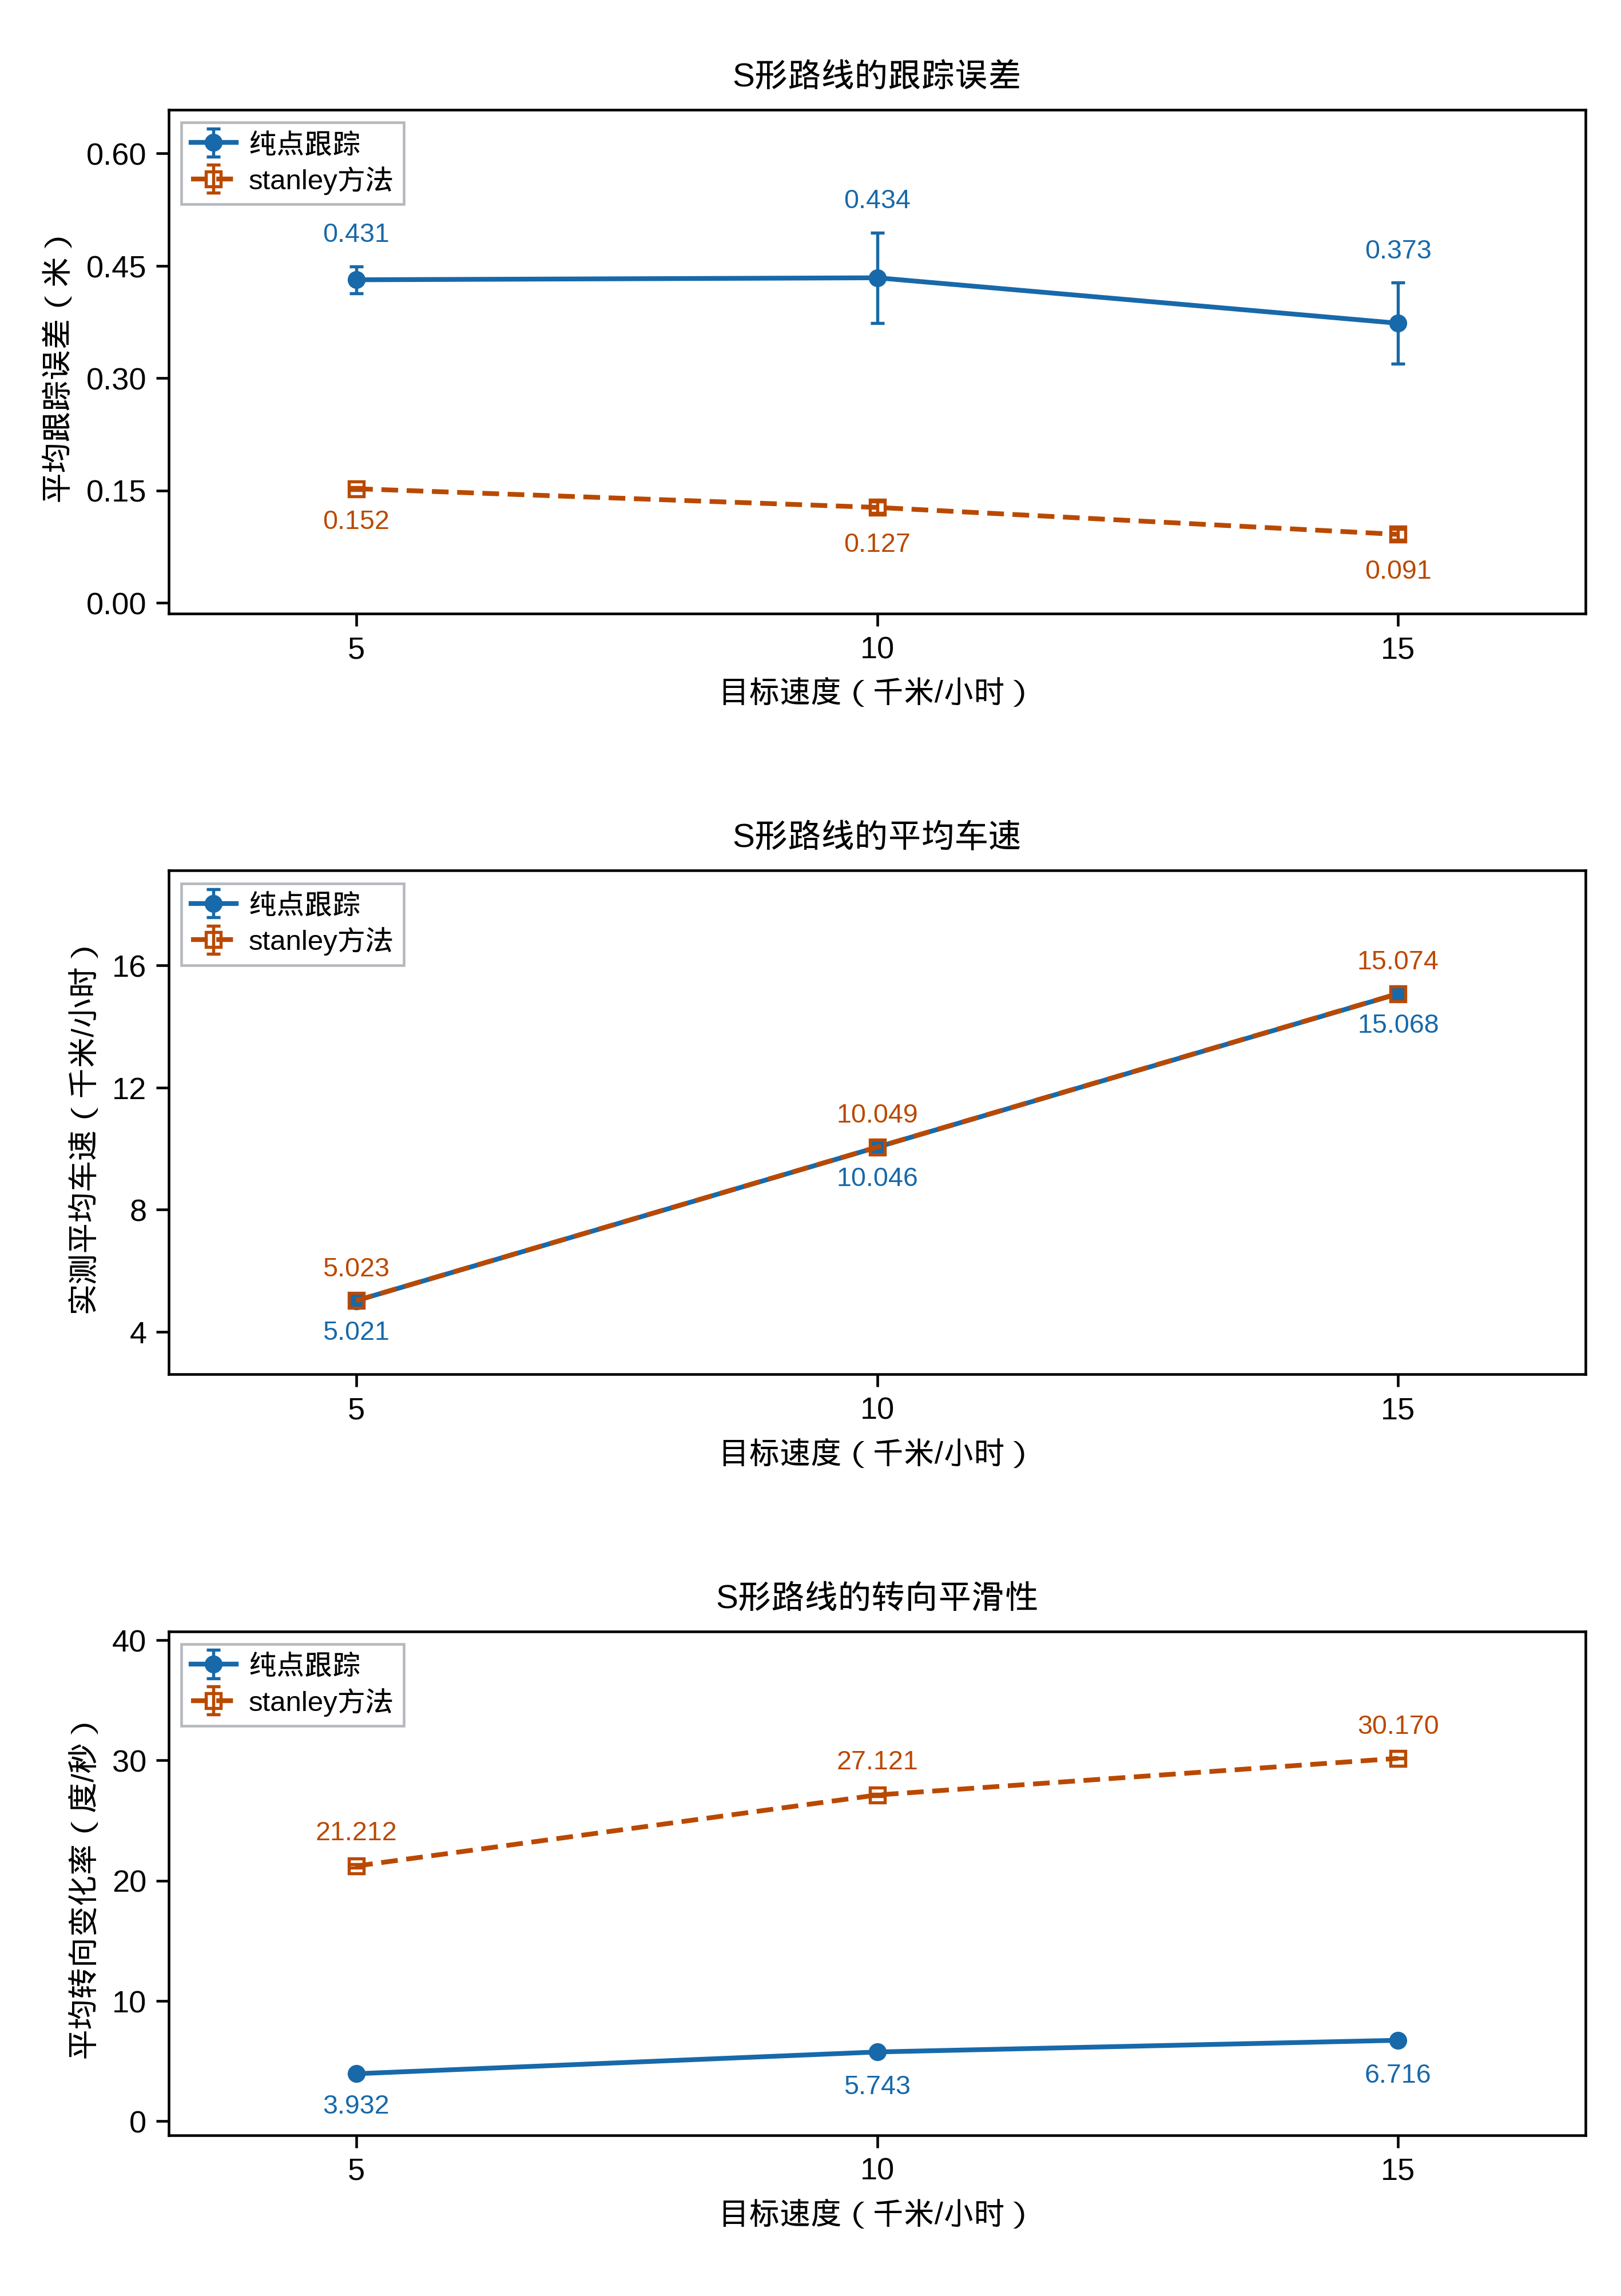 S形路线的跟踪误差
纯点跟踪
stanley方法
平均跟踪误差（米）
0.60
0.45
0.30
0.15
0.00
0.431
0.434
0.373
0.152
0.127
0.091
5
10
15
目标速度（千米/小时）
S形路线的平均车速
纯点跟踪
stanley方法
实测平均车速（千米/小时）
16
12
8
4
15.074
15.068
10.049
10.046
5.023
5.021
5
10
15
目标速度（千米/小时）
S形路线的转向平滑性
纯点跟踪
stanley方法
平均转向变化率（度/秒）
40
30
20
10
0
21.212
27.121
30.170
3.932
5.743
6.716
5
10
15
目标速度（千米/小时）